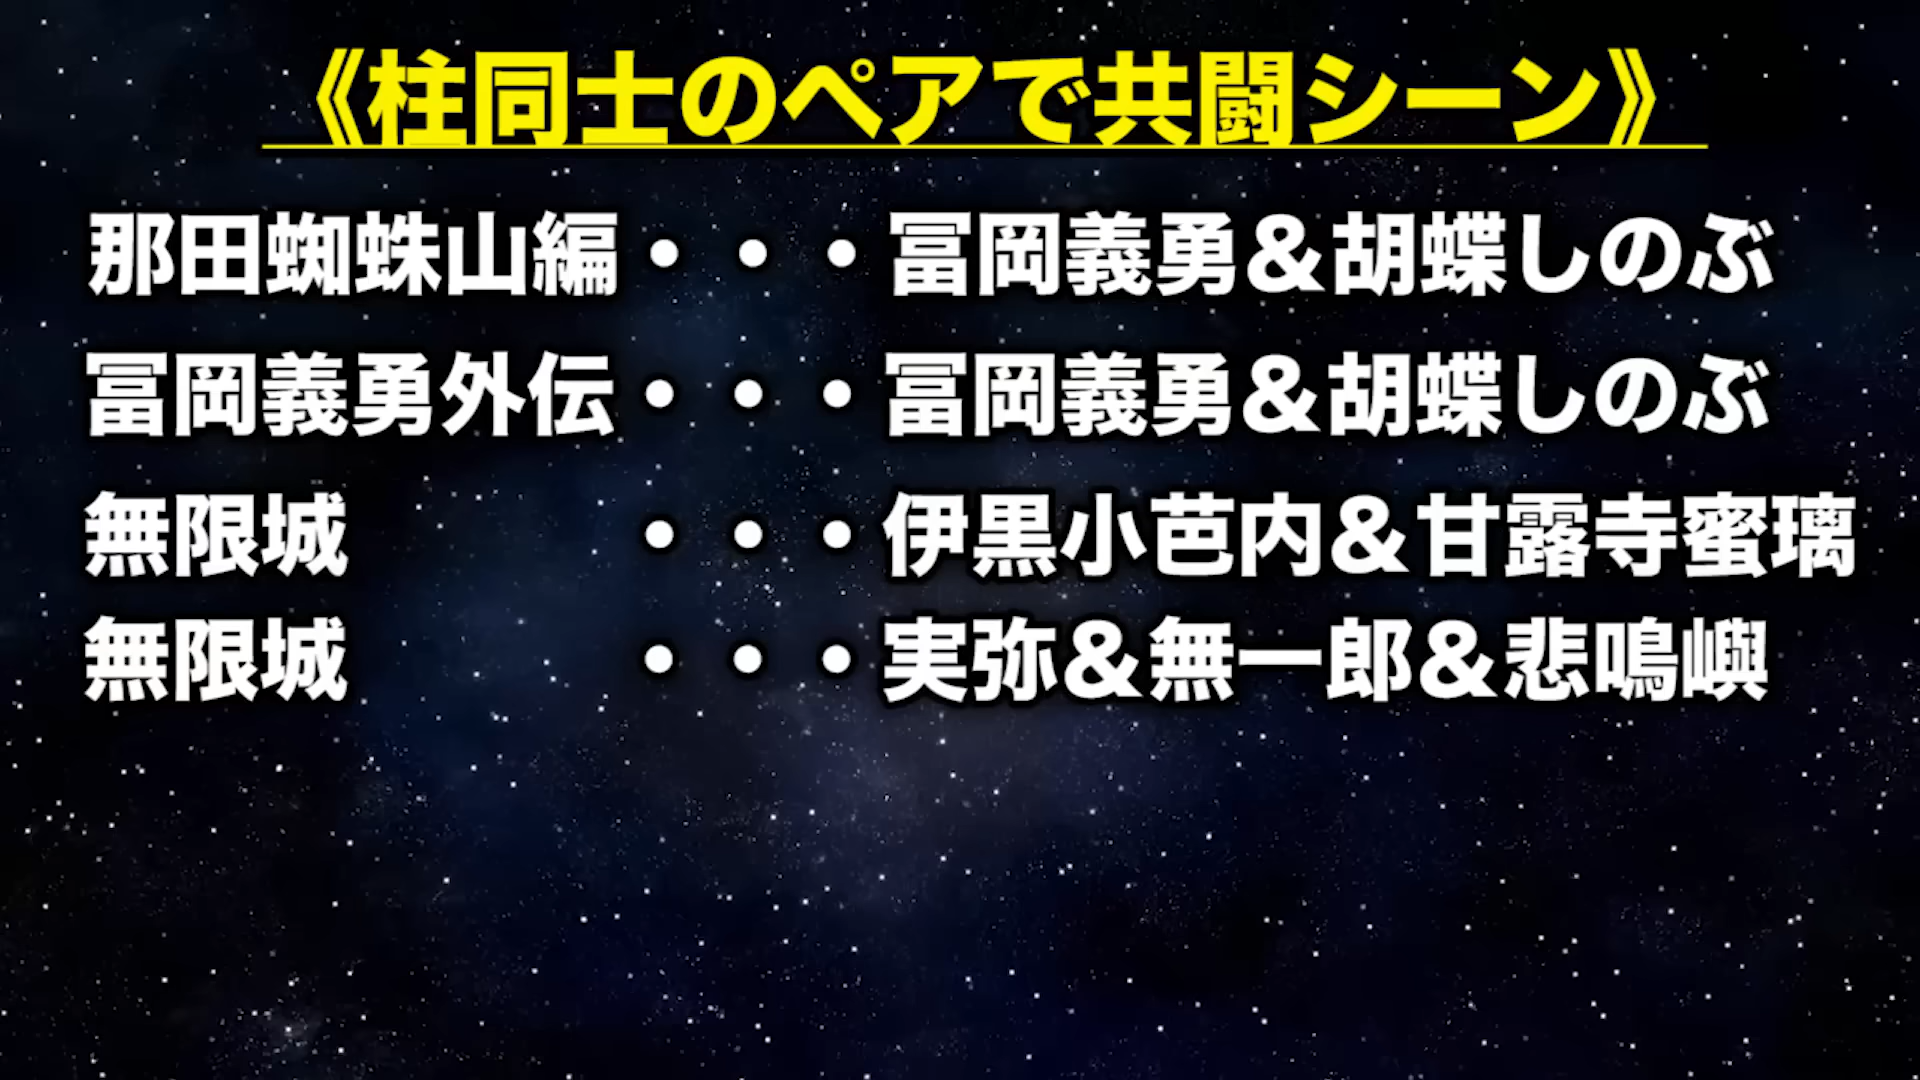 《柱同士のペアで共闘シーン》
那田蜘蛛山編・・・冨岡義勇＆胡蝶しのぶ
冨岡義勇外伝・・・冨岡義勇＆胡蝶しのぶ
無限城　　　・・・伊黒小芭内＆甘露寺蜜璃
無限城　　　・・・実弥＆無一郎＆悲鳴嶼